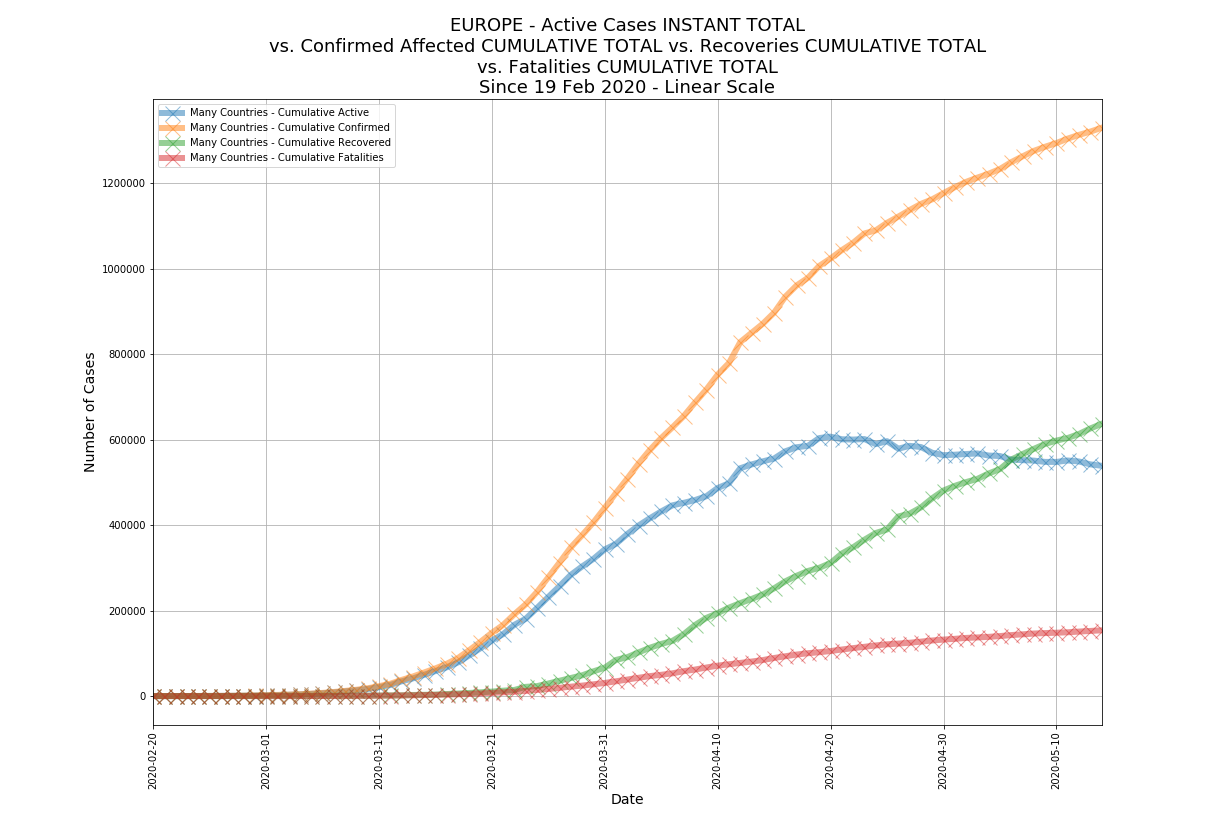 EUROPE - Active Cases INSTANT TOTAL
vs. Confirmed Affected CUMULATIVE TOTAL vs. Recoveries CUMULATIVE TOTAL
vs. Fatalities CUMULATIVE TOTAL
Since 19 Feb 2020 - Linear Scale
Many Countries - Cumulative Active
Many Countries - Cumulative Confirmed
Many Countries - Cumulative Recovered
Many Countries - Cumulative Fatalities
1200000
1000000
800000
600000
400000
200000
0
Number of Cases
2020-02-20
2020-03-01
2020-03-11
2020-03-21
2020-03-31
2020-04-10
2020-04-20
2020-04-30
2020-05-10
Date